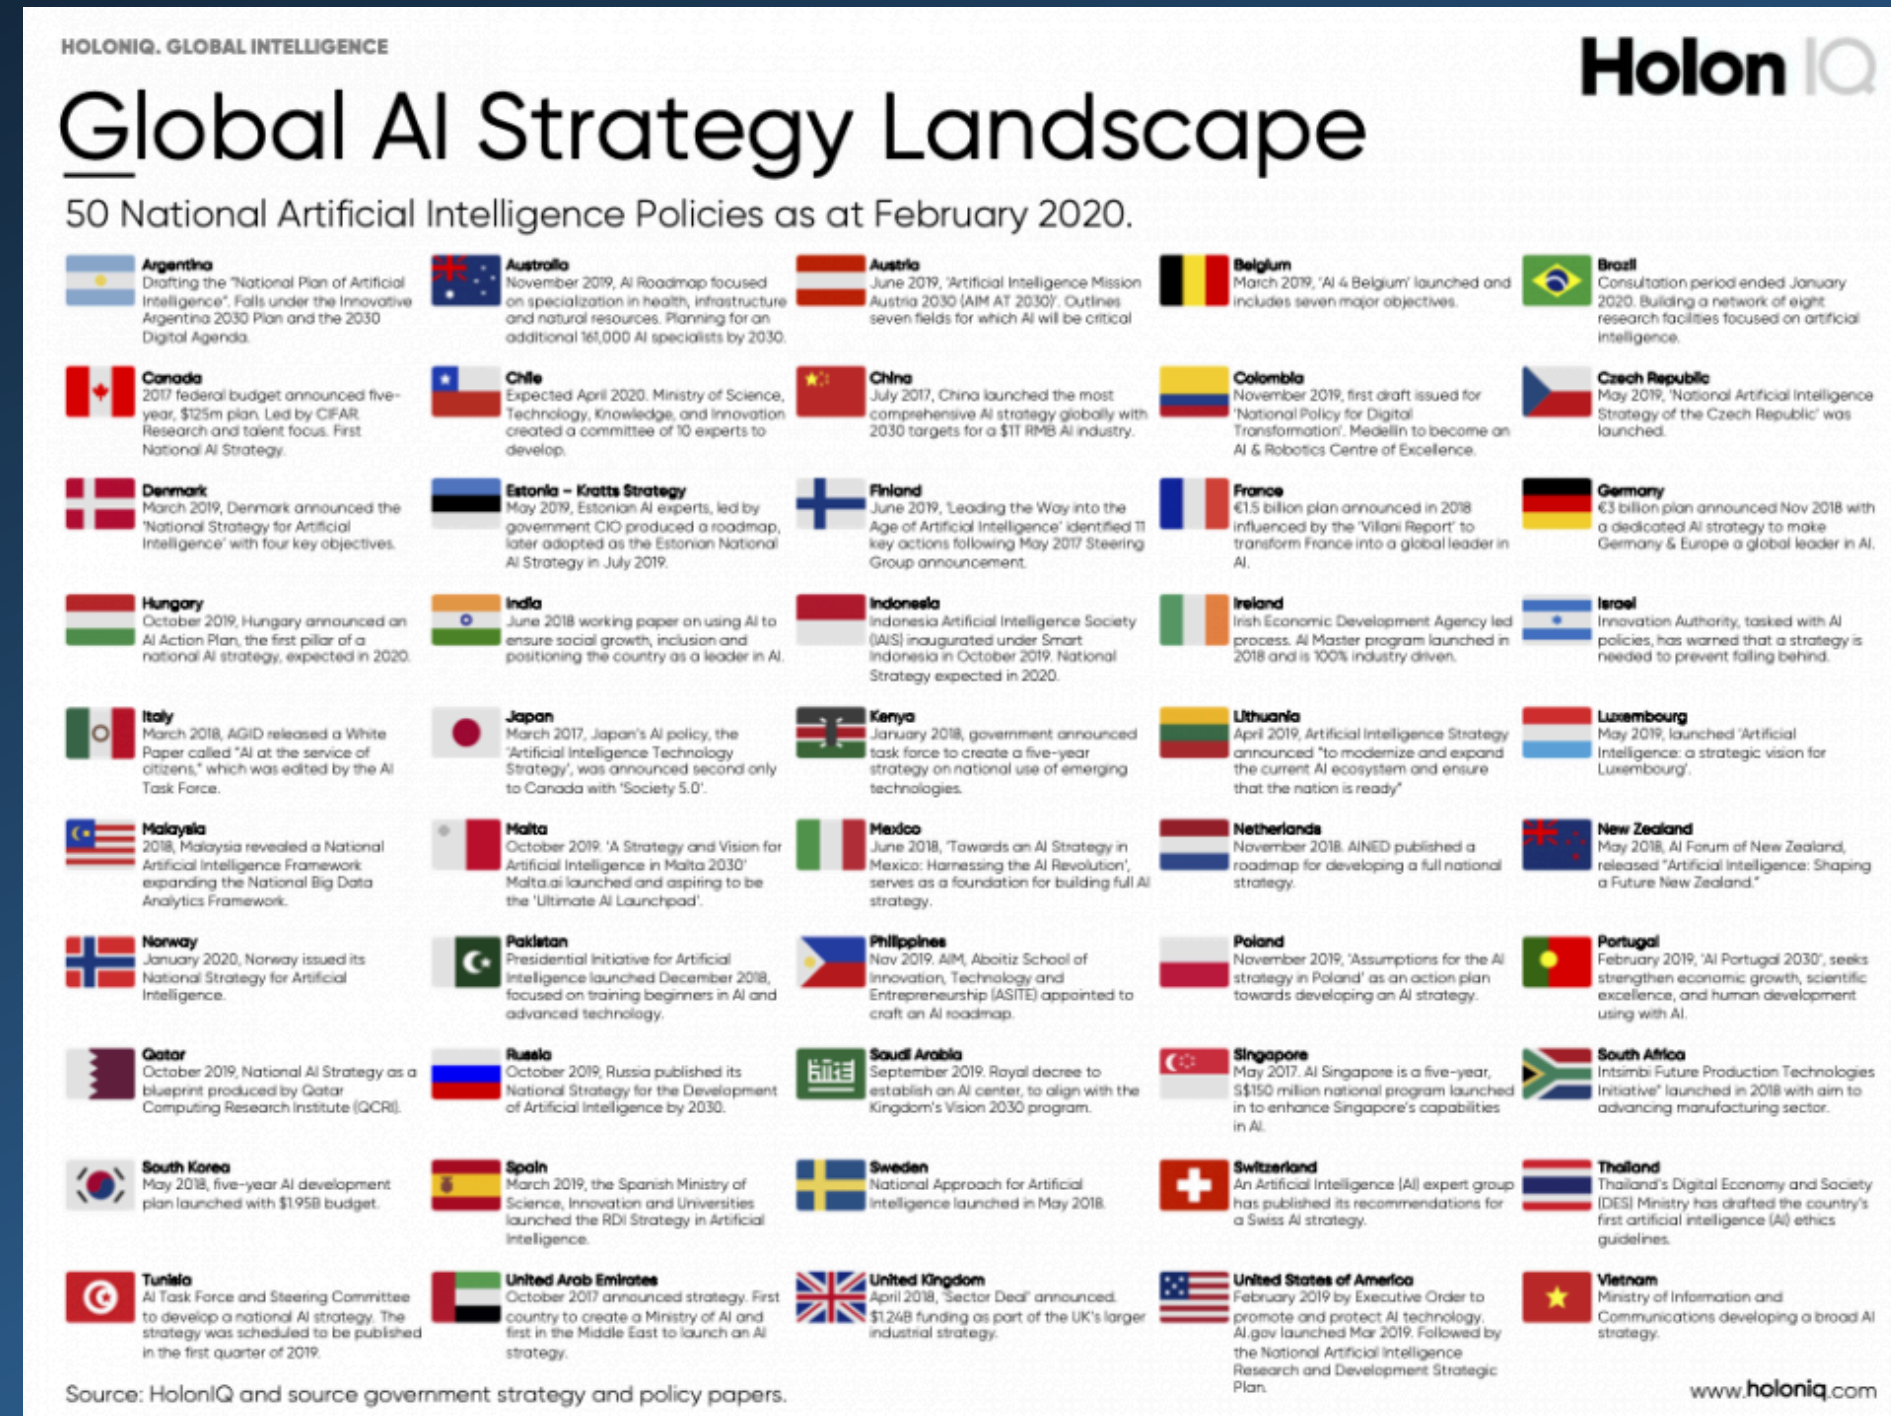 HOLONIQ. GLOBAL INTELLIGENCE
Holon IQ
Global AI Strategy Landscape
50 National Artificial Intelligence Policies as at February 2020.
Argentina
Drafting the "National Plan of Artificial
Intelligence". Falls under the Innovative
Argentina 2030 Plan and the 2030
Digital Agenda.
Australia
November 2019, AI Roadmap focused
on specialization in health, infrastructure
and natural resources. Planning for an
additional 161,000 AI specialists by 2030.
Austria
June 2019, 'Artificial Intelligence Mission
Austria 2030 (AIM AT 2030)'. Outlines
seven fields for which AI will be critical
Belgium
March 2019, 'AI 4 Belgium' launched and
includes seven major objectives.
Brazil
Consultation period ended January
2020. Building a network of eight
research facilities focused on artificial
intelligence.
Canada
2017 federal budget announced five-
year, $125m plan. Led by CIFAR.
Research and talent focus. First
National AI Strategy.
Chile
Expected April 2020. Ministry of Science,
Technology, Knowledge, and Innovation
created a committee of 10 experts to
develop.
China
July 2017, China launched the most
comprehensive AI strategy globally with
2030 targets for a $1T RMB AI industry.
Colombia
November 2019, first draft issued for
'National Policy for Digital
Transformation'. Medellin to become an
AI & Robotics Centre of Excellence.
Czech Republic
May 2019, 'National Artificial Intelligence
Strategy of the Czech Republic' was
launched.
Denmark
March 2019, Denmark announced the
'National Strategy for Artificial
Intelligence' with four key objectives.
Estonia – Kratts Strategy
May 2019, Estonian AI experts, led by
government CIO produced a roadmap,
later adopted as the Estonian National
AI Strategy in July 2019.
Finland
June 2019, 'Leading the Way into the
Age of Artificial Intelligence' identified 11
key actions following May 2017 Steering
Group announcement.
France
€1.5 billion plan announced in 2018
influenced by the 'Villani Report' to
transform France into a global leader in
AI.
Germany
€3 billion plan announced Nov 2018 with
a dedicated AI strategy to make
Germany & Europe a global leader in AI.
Hungary
October 2019, Hungary announced an
AI Action Plan, the first pillar of a
national AI strategy, expected in 2020.
India
June 2018 working paper on using AI to
ensure social growth, inclusion and
positioning the country as a leader in AI.
Indonesia
Indonesia Artificial Intelligence Society
(IAIS) inaugurated under Smart
Indonesia in October 2019. National
Strategy expected in 2020.
Ireland
Irish Economic Development Agency led
process. AI Master program launched in
2018 and is 100% industry driven.
Israel
Innovation Authority, tasked with AI
policies, has warned that a strategy is
needed to prevent falling behind.
Italy
March 2018, AGID released a White
Paper called "AI at the service of
citizens," which was edited by the AI
Task Force.
Japan
March 2017, Japan's AI policy, the
'Artificial Intelligence Technology
Strategy', was announced second only
to Canada with 'Society 5.0'.
Kenya
January 2018, government announced
task force to create a five-year
strategy on national use of emerging
technologies.
Lithuania
April 2019, Artificial Intelligence Strategy
announced "to modernize and expand
the current AI ecosystem and ensure
that the nation is ready"
Luxembourg
May 2019, launched 'Artificial
Intelligence: a strategic vision for
Luxembourg'.
Malaysia
2018, Malaysia revealed a National
Artificial Intelligence Framework
expanding the National Big Data
Analytics Framework.
Malta
October 2019. 'A Strategy and Vision for
Artificial Intelligence in Malta 2030'
Malta.ai launched and aspiring to be
the 'Ultimate AI Launchpad'.
Mexico
June 2018, 'Towards an AI Strategy in
Mexico: Harnessing the AI Revolution',
serves as a foundation for building full AI
strategy.
Netherlands
November 2018. AINED published a
roadmap for developing a full national
strategy.
New Zealand
May 2018, AI Forum of New Zealand,
released "Artificial Intelligence: Shaping
a Future New Zealand."
Norway
January 2020, Norway issued its
National Strategy for Artificial
Intelligence.
Pakistan
Presidential Initiative for Artificial
Intelligence launched December 2018,
focused on training beginners in AI and
advanced technology.
Philippines
Nov 2019. AIM, Aboitiz School of
Innovation, Technology and
Entrepreneurship (ASITE) appointed to
craft an AI roadmap.
Poland
November 2019, 'Assumptions for the AI
strategy in Poland' as an action plan
towards developing an AI strategy.
Portugal
February 2019, 'AI Portugal 2030', seeks
strengthen economic growth, scientific
excellence, and human development
using with AI.
Qatar
October 2019, National AI Strategy as a
blueprint produced by Qatar
Computing Research Institute (QCRI).
Russia
October 2019, Russia published its
National Strategy for the Development
of Artificial Intelligence by 2030.
Saudi Arabia
September 2019. Royal decree to
establish an AI center, to align with the
Kingdom's Vision 2030 program.
Singapore
May 2017. AI Singapore is a five-year,
S$150 million national program launched
in to enhance Singapore's capabilities
in AI.
South Africa
Intsimbi Future Production Technologies
Initiative" launched in 2018 with aim to
advancing manufacturing sector.
South Korea
May 2018, five-year AI development
plan launched with $1.95B budget.
Spain
March 2019, the Spanish Ministry of
Science, Innovation and Universities
launched the RDI Strategy in Artificial
Intelligence.
Sweden
National Approach for Artificial
Intelligence launched in May 2018.
Switzerland
An Artificial Intelligence (AI) expert group
has published its recommendations for
a Swiss AI strategy.
Thailand
Thailand's Digital Economy and Society
(DES) Ministry has drafted the country's
first artificial intelligence (AI) ethics
guidelines.
Tunisia
AI Task Force and Steering Committee
to develop a national AI strategy. The
strategy was scheduled to be published
in the first quarter of 2019.
United Arab Emirates
October 2017 announced strategy. First
country to create a Ministry of AI and
first in the Middle East to launch an AI
strategy.
United Kingdom
April 2018, 'Sector Deal' announced.
$1.24B funding as part of the UK's larger
industrial strategy.
United States of America
February 2019 by Executive Order to
promote and protect AI technology.
AI.gov launched Mar 2019. Followed by
the National Artificial Intelligence
Research and Development Strategic
Plan.
Vietnam
Ministry of Information and
Communications developing a broad AI
strategy.
Source: HolonIQ and source government strategy and policy papers.
www.holoniq.com